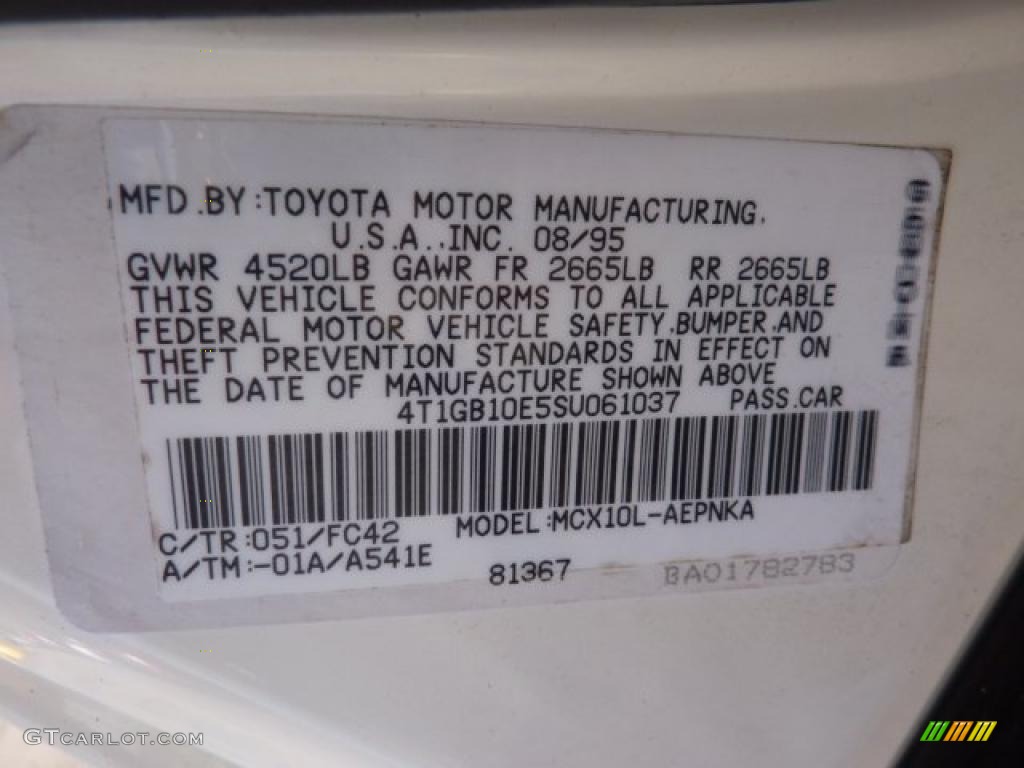 MFD.BY:TOYOTA MOTOR MANUFACTURING,
U.S.A.,INC. 08/95
GVWR 4520LB GAWR FR 2665LB RR 2665LB
THIS VEHICLE CONFORMS TO ALL APPLICABLE
FEDERAL MOTOR VEHICLE SAFETY,BUMPER,AND
THEFT PREVENTION STANDARDS IN EFFECT ON
THE DATE OF MANUFACTURE SHOWN ABOVE
4T1GB10E5SU061037 PASS.CAR
C/TR:051/FC42 MODEL:MCX10L-AEPNKA
A/TM:-01A/A541E
81367 BA01782783
GTCARLOT.COM